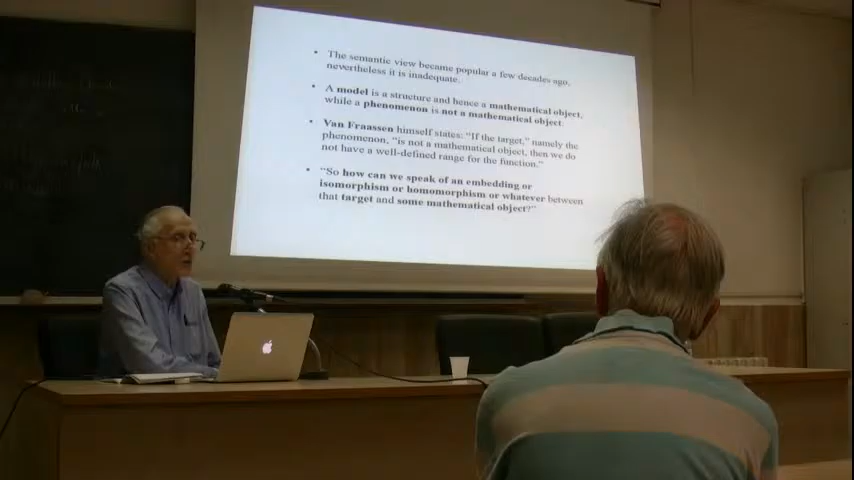 • The semantic view became popular a few decades ago,
nevertheless it is inadequate.
• A model is a structure and hence a mathematical object,
while a phenomenon is not a mathematical object.
• Van Fraassen himself states: "If the target," namely the
phenomenon, "is not a mathematical object, then we do
not have a well-defined range for the function."
• "So how can we speak of an embedding or
isomorphism or homomorphism or whatever between
that target and some mathematical object?"